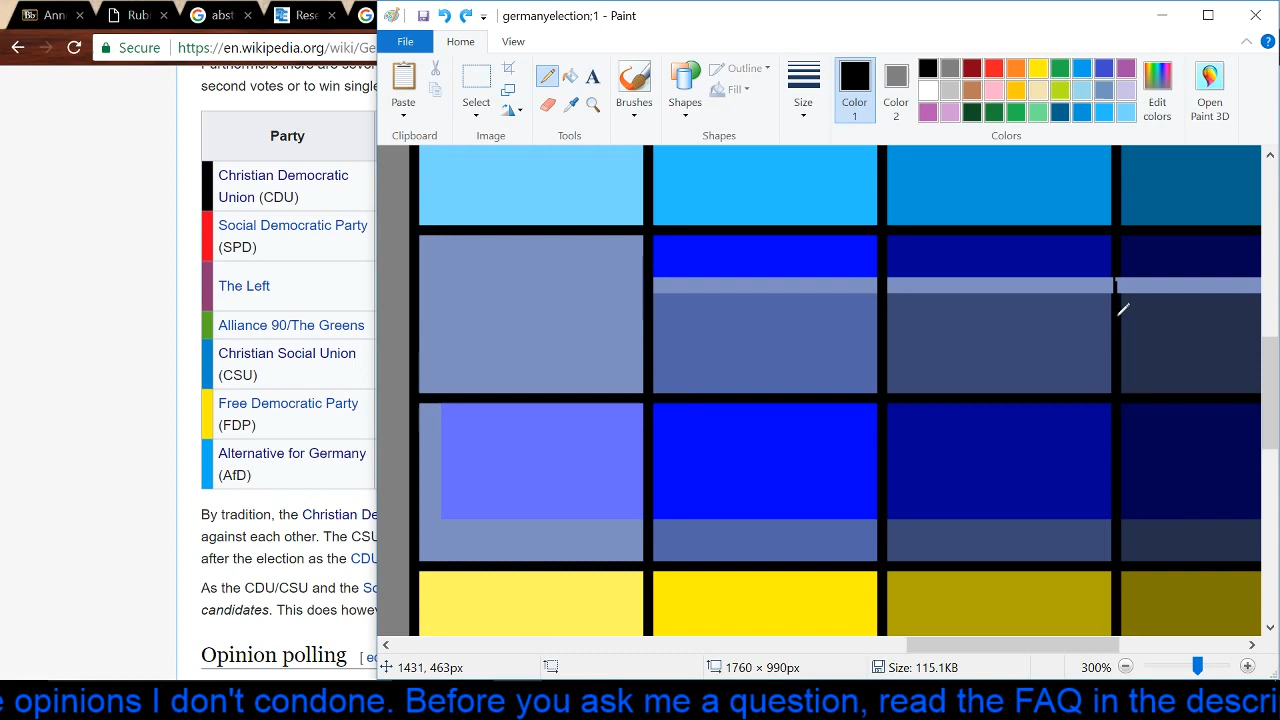 Ann
Rubi
abst
Rese
germanyelection;1 - Paint
Secure
https://en.wikipedia.org/wiki/Ge
File
Home
View
Paste
Select
Brushes
Shapes
Outline
Fill
Size
Color 1
Color 2
Edit colors
Open Paint 3D
Clipboard
Image
Tools
Shapes
Colors
second votes or to win single
Party
Christian Democratic
Union (CDU)
Social Democratic Party
(SPD)
The Left
Alliance 90/The Greens
Christian Social Union
(CSU)
Free Democratic Party
(FDP)
Alternative for Germany
(AfD)
By tradition, the Christian De
against each other. The CSU
after the election as the CDU
As the CDU/CSU and the So
candidates. This does howev
Opinion polling [ ed
1431, 463px
1760 × 990px
Size: 115.1KB
300%
e opinions I don't condone. Before you ask me a question, read the FAQ in the descri